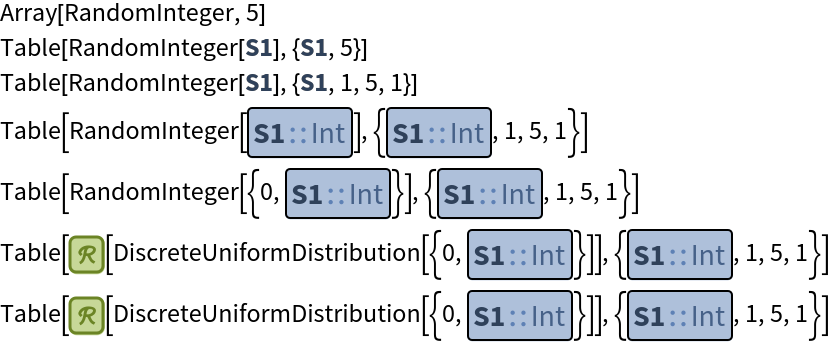 Array[RandomInteger, 5]
Table[RandomInteger[S1], {S1, 5}]
Table[RandomInteger[S1], {S1, 1, 5, 1}]
Table[RandomInteger[S1::Int], {S1::Int, 1, 5, 1}]
Table[RandomInteger[{0, S1::Int}], {S1::Int, 1, 5, 1}]
Table[ℛ[DiscreteUniformDistribution[{0, S1::Int}]], {S1::Int, 1, 5, 1}]
Table[ℛ[DiscreteUniformDistribution[{0, S1::Int}]], {S1::Int, 1, 5, 1}]